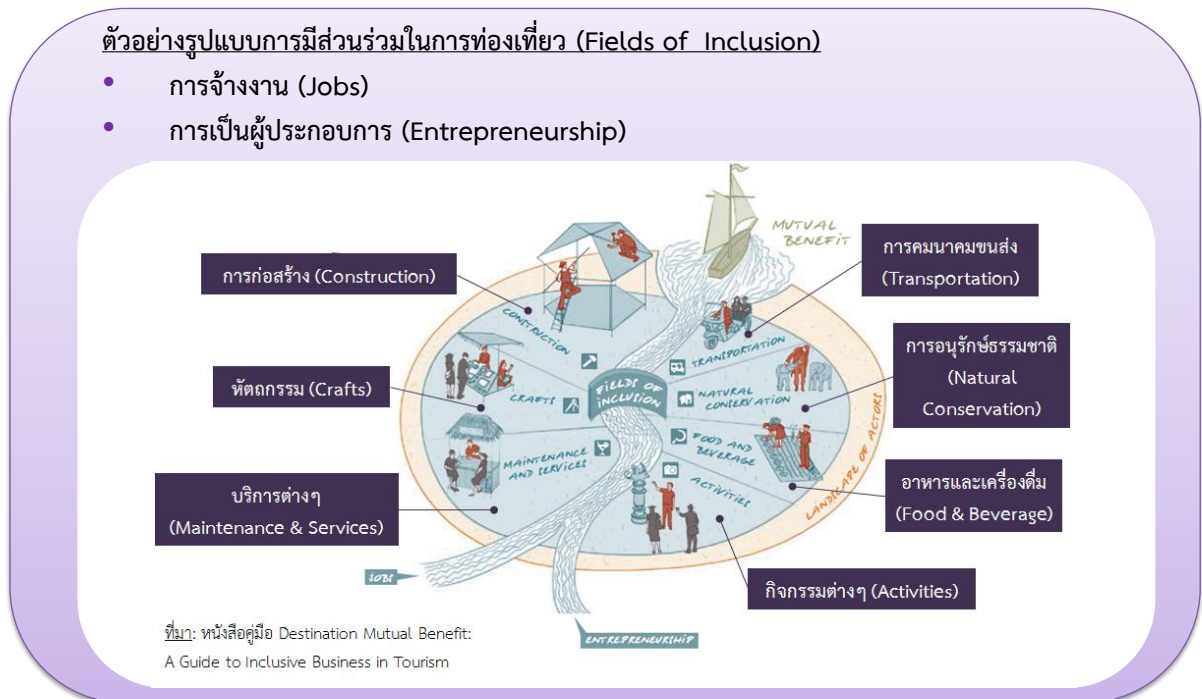 ตัวอย่างรูปแบบการมีส่วนร่วมในการท่องเที่ยว (Fields of Inclusion)
• การจ้างงาน (Jobs)
• การเป็นผู้ประกอบการ (Entrepreneurship)
MUTUAL
BENEFIT
การก่อสร้าง (Construction)
การคมนาคมขนส่ง
(Transportation)
หัตถกรรม (Crafts)
การอนุรักษ์ธรรมชาติ
(Natural
Conservation)
บริการต่างๆ
(Maintenance & Services)
อาหารและเครื่องดื่ม
(Food & Beverage)
กิจกรรมต่างๆ (Activities)
CONSTRUCTION
TRANSPORTATION
CRAFTS
FIELDS OF
INCLUSION
NATURAL
CONSERVATION
MAINTENANCE
AND SERVICES
FOOD AND
BEVERAGE
ACTIVITIES
LANDSCAPE OF ACTORS
JOBS
ENTREPRENEURSHIP
ที่มา: หนังสือคู่มือ Destination Mutual Benefit:
A Guide to Inclusive Business in Tourism